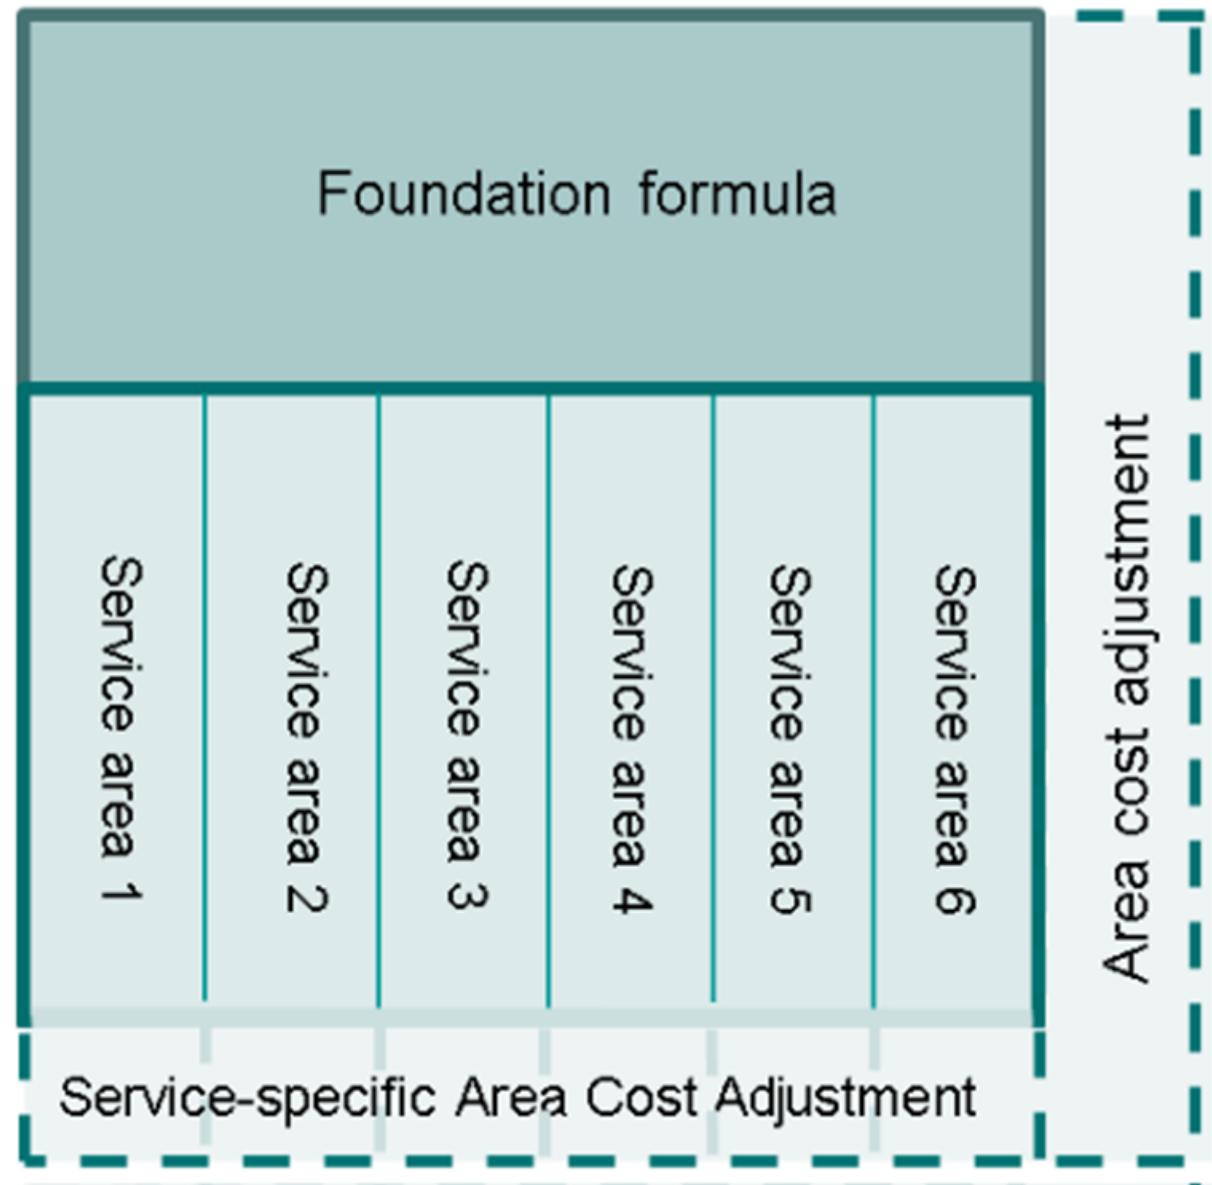 Foundation formula
Service area 1
Service area 2
Service area 3
Service area 4
Service area 5
Service area 6
Area cost adjustment
Service-specific Area Cost Adjustment